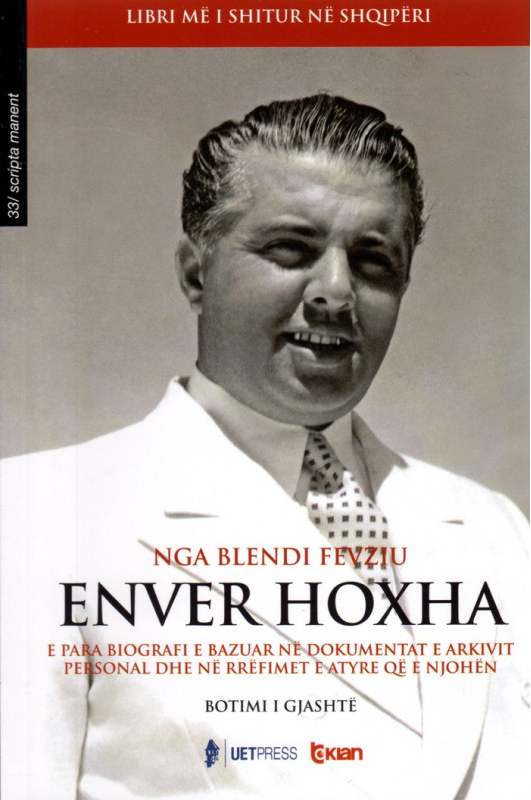 LIBRI MË I SHITUR NË SHQIPËRI
33/ scripta manent
NGA BLENDI FEVZIU
ENVER HOXHA
E PARA BIOGRAFI E BAZUAR NË DOKUMENTAT E ARKIVIT
PERSONAL DHE NË RRËFIMET E ATYRE QË E NJOHËN
BOTIMI I GJASHTË
UETPRESS
klan